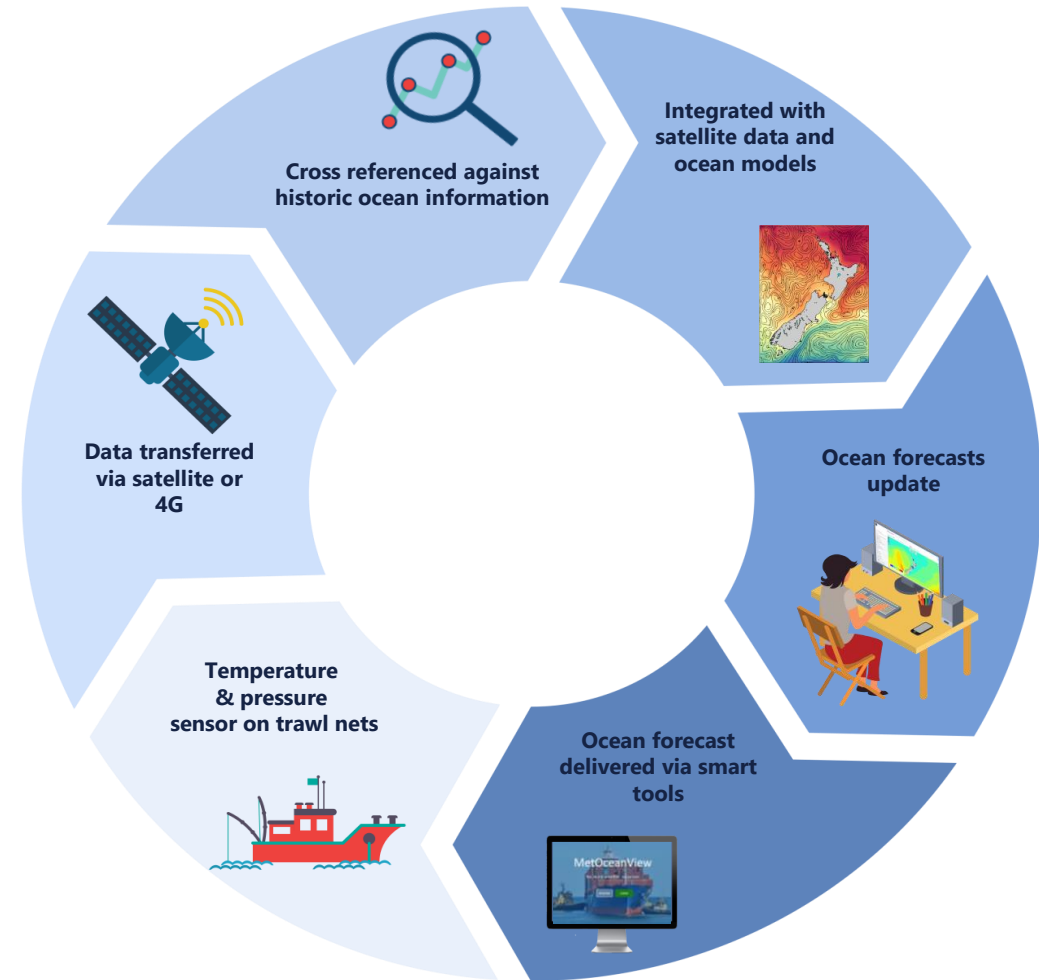 Cross referenced against
historic ocean information
Integrated with
satellite data and
ocean models
Ocean forecasts
update
Ocean forecast
delivered via smart
tools
MetOceanView
Temperature
& pressure
sensor on trawl nets
Data transferred
via satellite or
4G